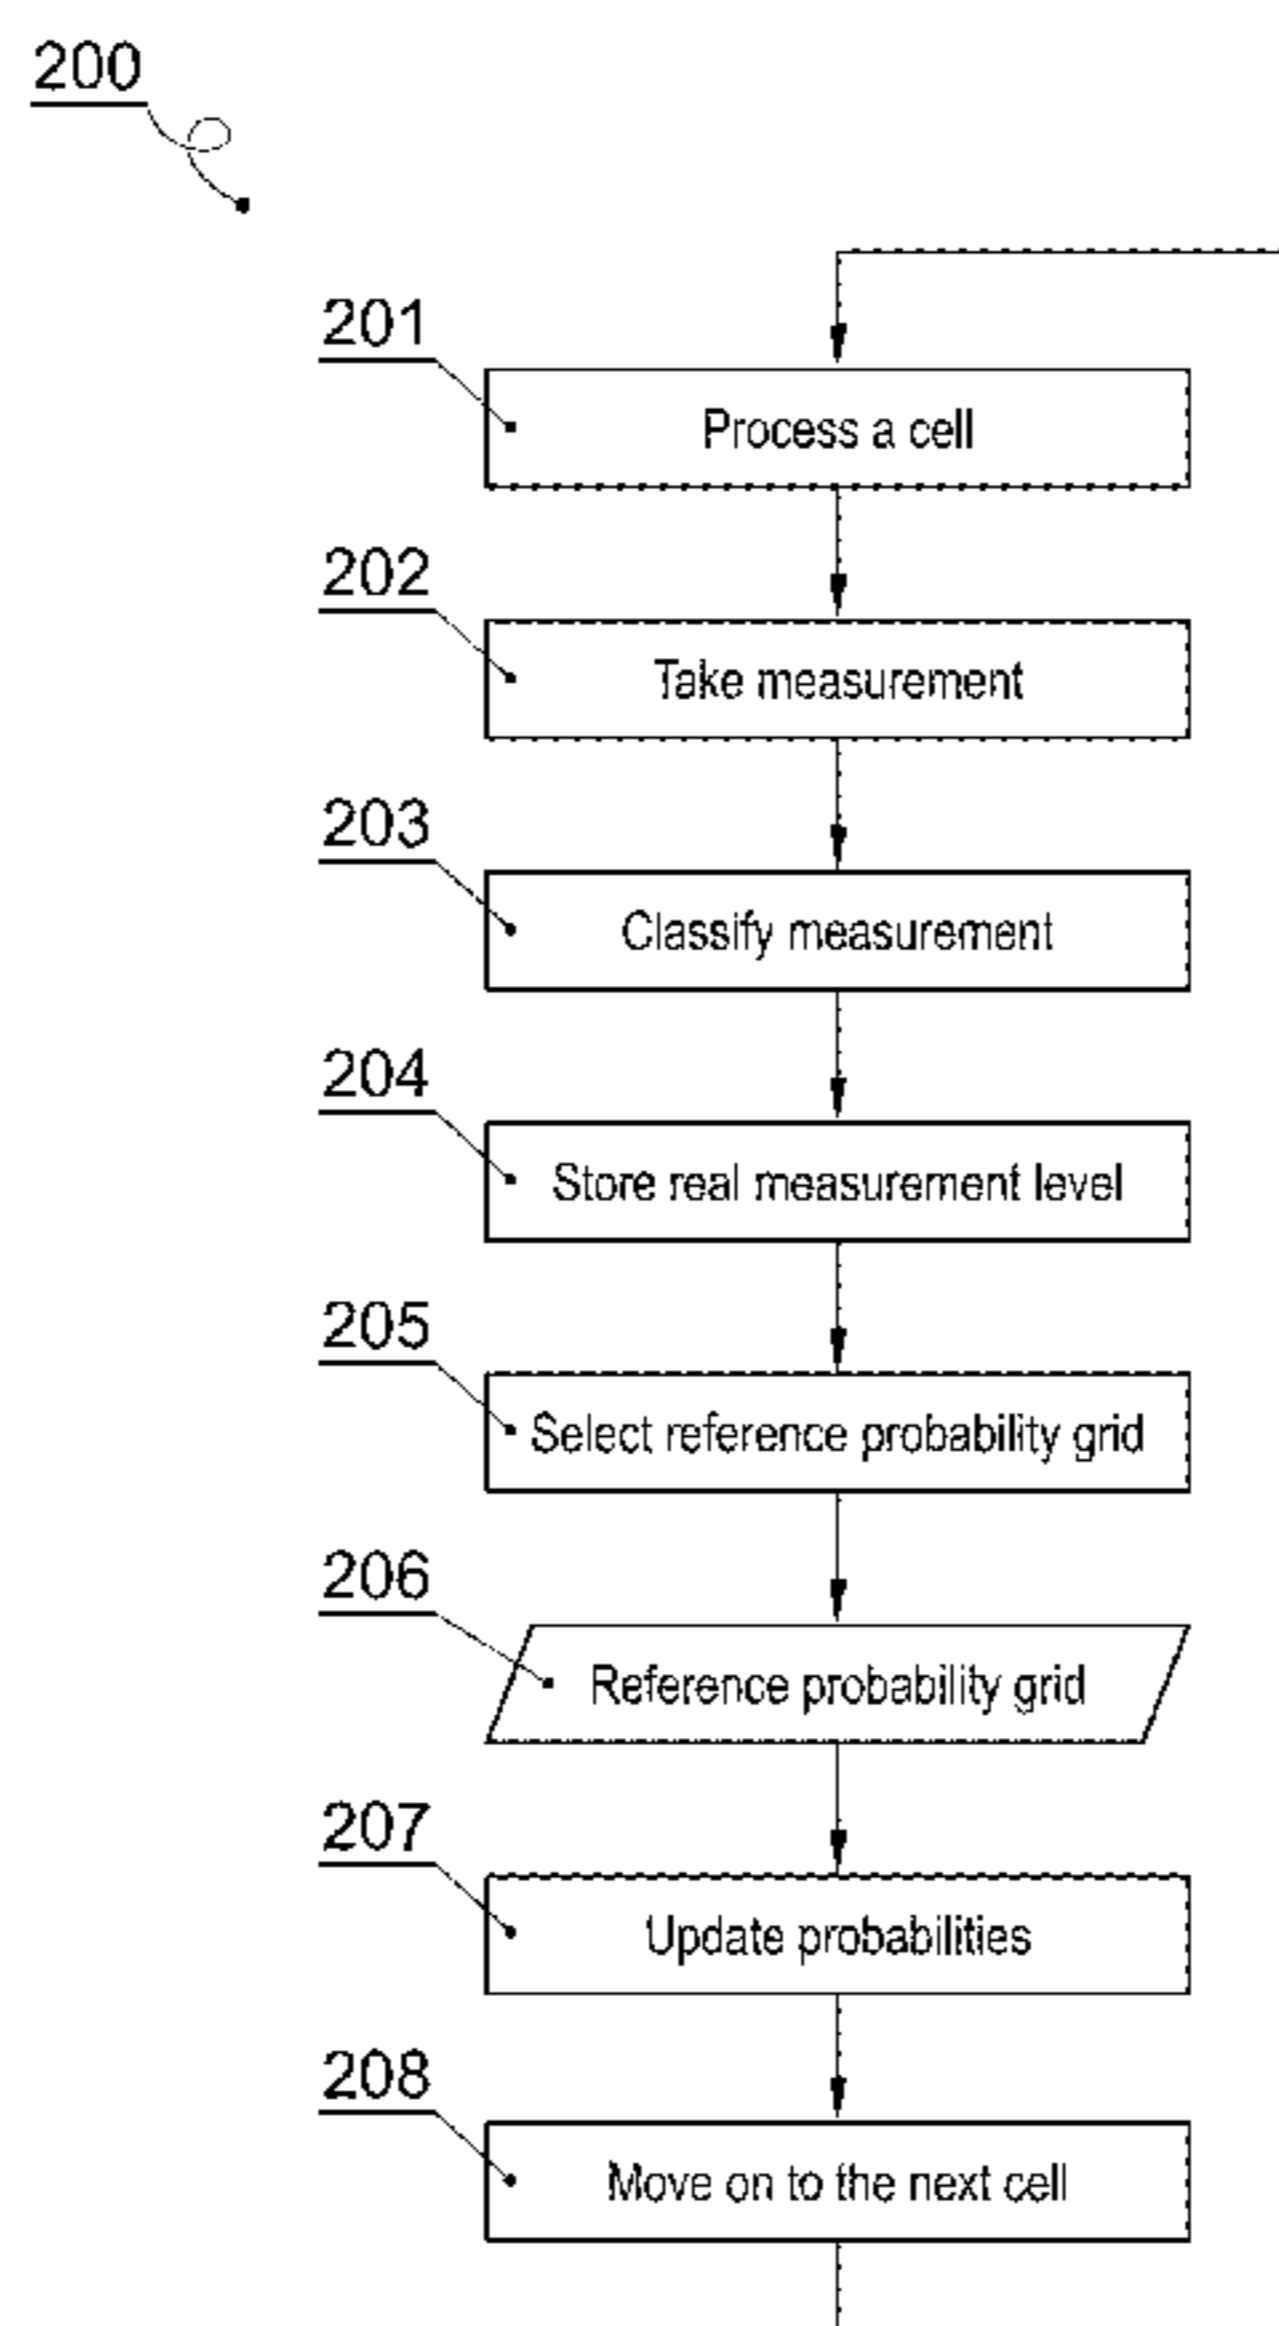 200
201
Process a cell
202
Take measurement
203
Classify measurement
204
Store real measurement level
205
Select reference probability grid
206
Reference probability grid
207
Update probabilities
208
Move on to the next cell